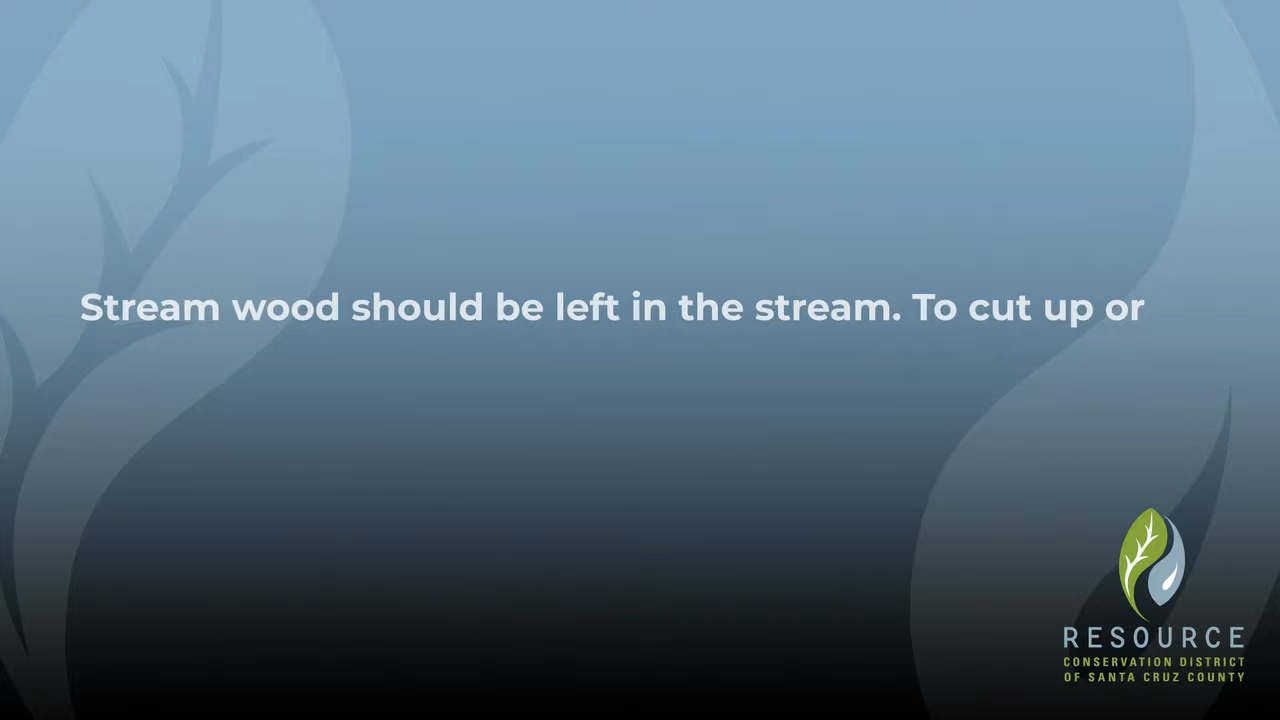 Stream wood should be left in the stream. To cut up or
RESOURCE
CONSERVATION DISTRICT
OF SANTA CRUZ COUNTY